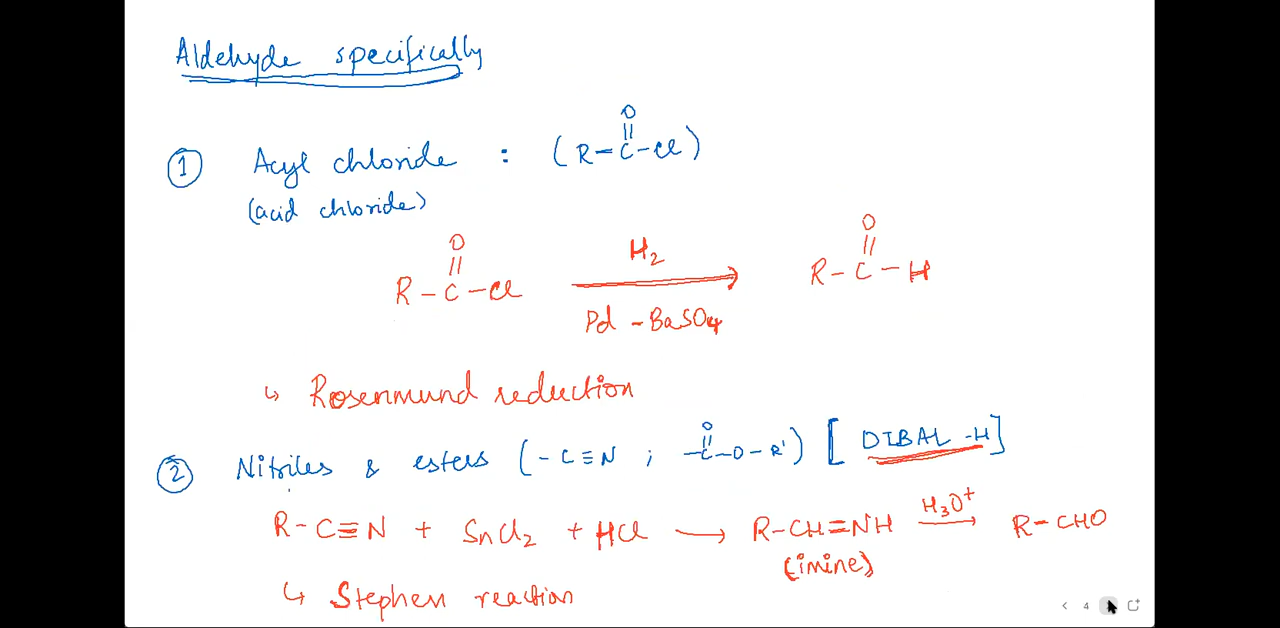 Aldehyde specifically
① Acyl chloride : (R-C(=O)-Cl)
(acid chloride)
R-C(=O)-Cl H₂ / Pd - BaSO₄ → R-C(=O)-H
↳ Rosenmund reduction
② Nitriles & esters (-C≡N ; -C(=O)-O-R') [DIBAL-H]
R-C≡N + SnCl₂ + HCl → R-CH=NH H₃O⁺ → R-CHO
(imine)
↳ Stephen reaction
4